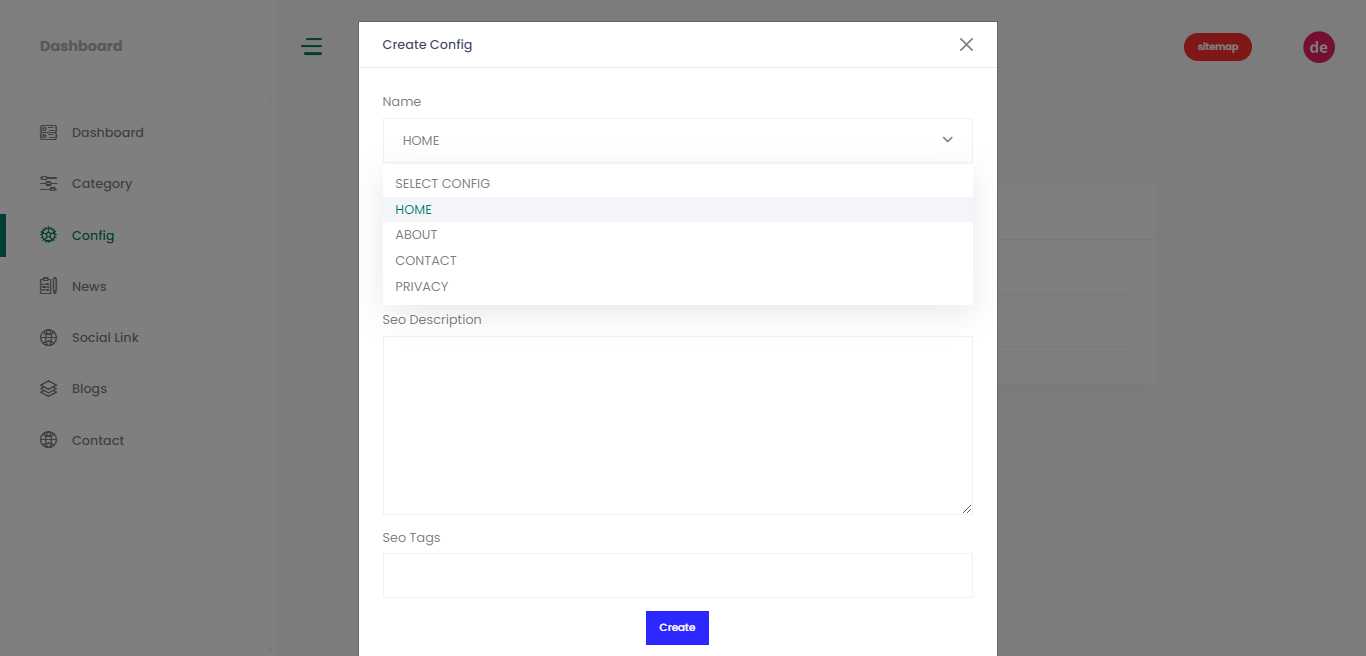 Dashboard
Dashboard
Category
Config
News
Social Link
Blogs
Contact
sitemap
de
Create Config
Name
HOME
SELECT CONFIG
HOME
ABOUT
CONTACT
PRIVACY
Seo Description
Seo Tags
Create